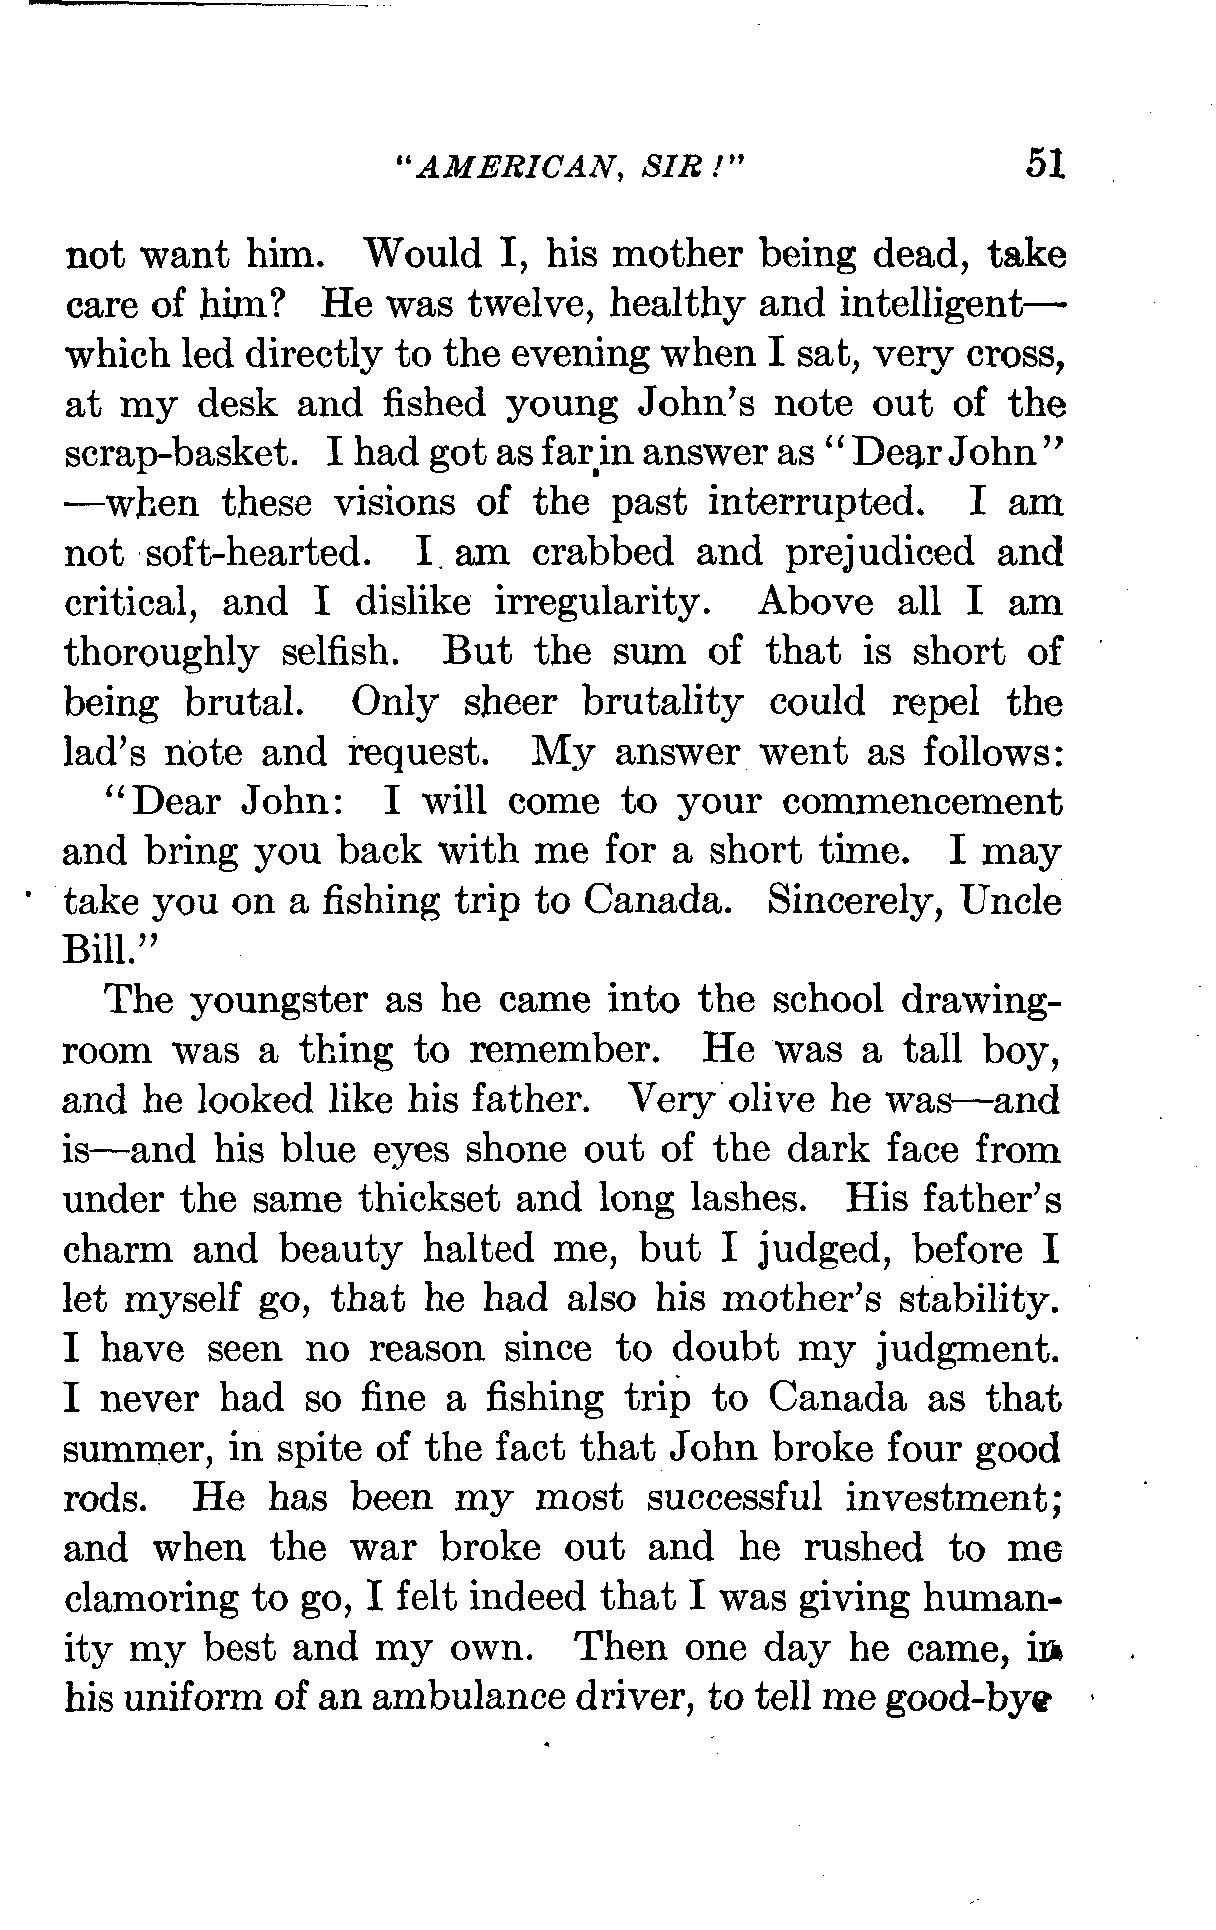 "AMERICAN, SIR!" 51
not want him. Would I, his mother being dead, take
care of him? He was twelve, healthy and intelligent—
which led directly to the evening when I sat, very cross,
at my desk and fished young John's note out of the
scrap-basket. I had got as far in answer as "Dear John"
—when these visions of the past interrupted. I am
not soft-hearted. I am crabbed and prejudiced and
critical, and I dislike irregularity. Above all I am
thoroughly selfish. But the sum of that is short of
being brutal. Only sheer brutality could repel the
lad's note and request. My answer went as follows:
"Dear John: I will come to your commencement
and bring you back with me for a short time. I may
take you on a fishing trip to Canada. Sincerely, Uncle
Bill."
The youngster as he came into the school drawing-
room was a thing to remember. He was a tall boy,
and he looked like his father. Very olive he was—and
is—and his blue eyes shone out of the dark face from
under the same thickset and long lashes. His father's
charm and beauty halted me, but I judged, before I
let myself go, that he had also his mother's stability.
I have seen no reason since to doubt my judgment.
I never had so fine a fishing trip to Canada as that
summer, in spite of the fact that John broke four good
rods. He has been my most successful investment;
and when the war broke out and he rushed to me
clamoring to go, I felt indeed that I was giving human-
ity my best and my own. Then one day he came, in
his uniform of an ambulance driver, to tell me good-bye